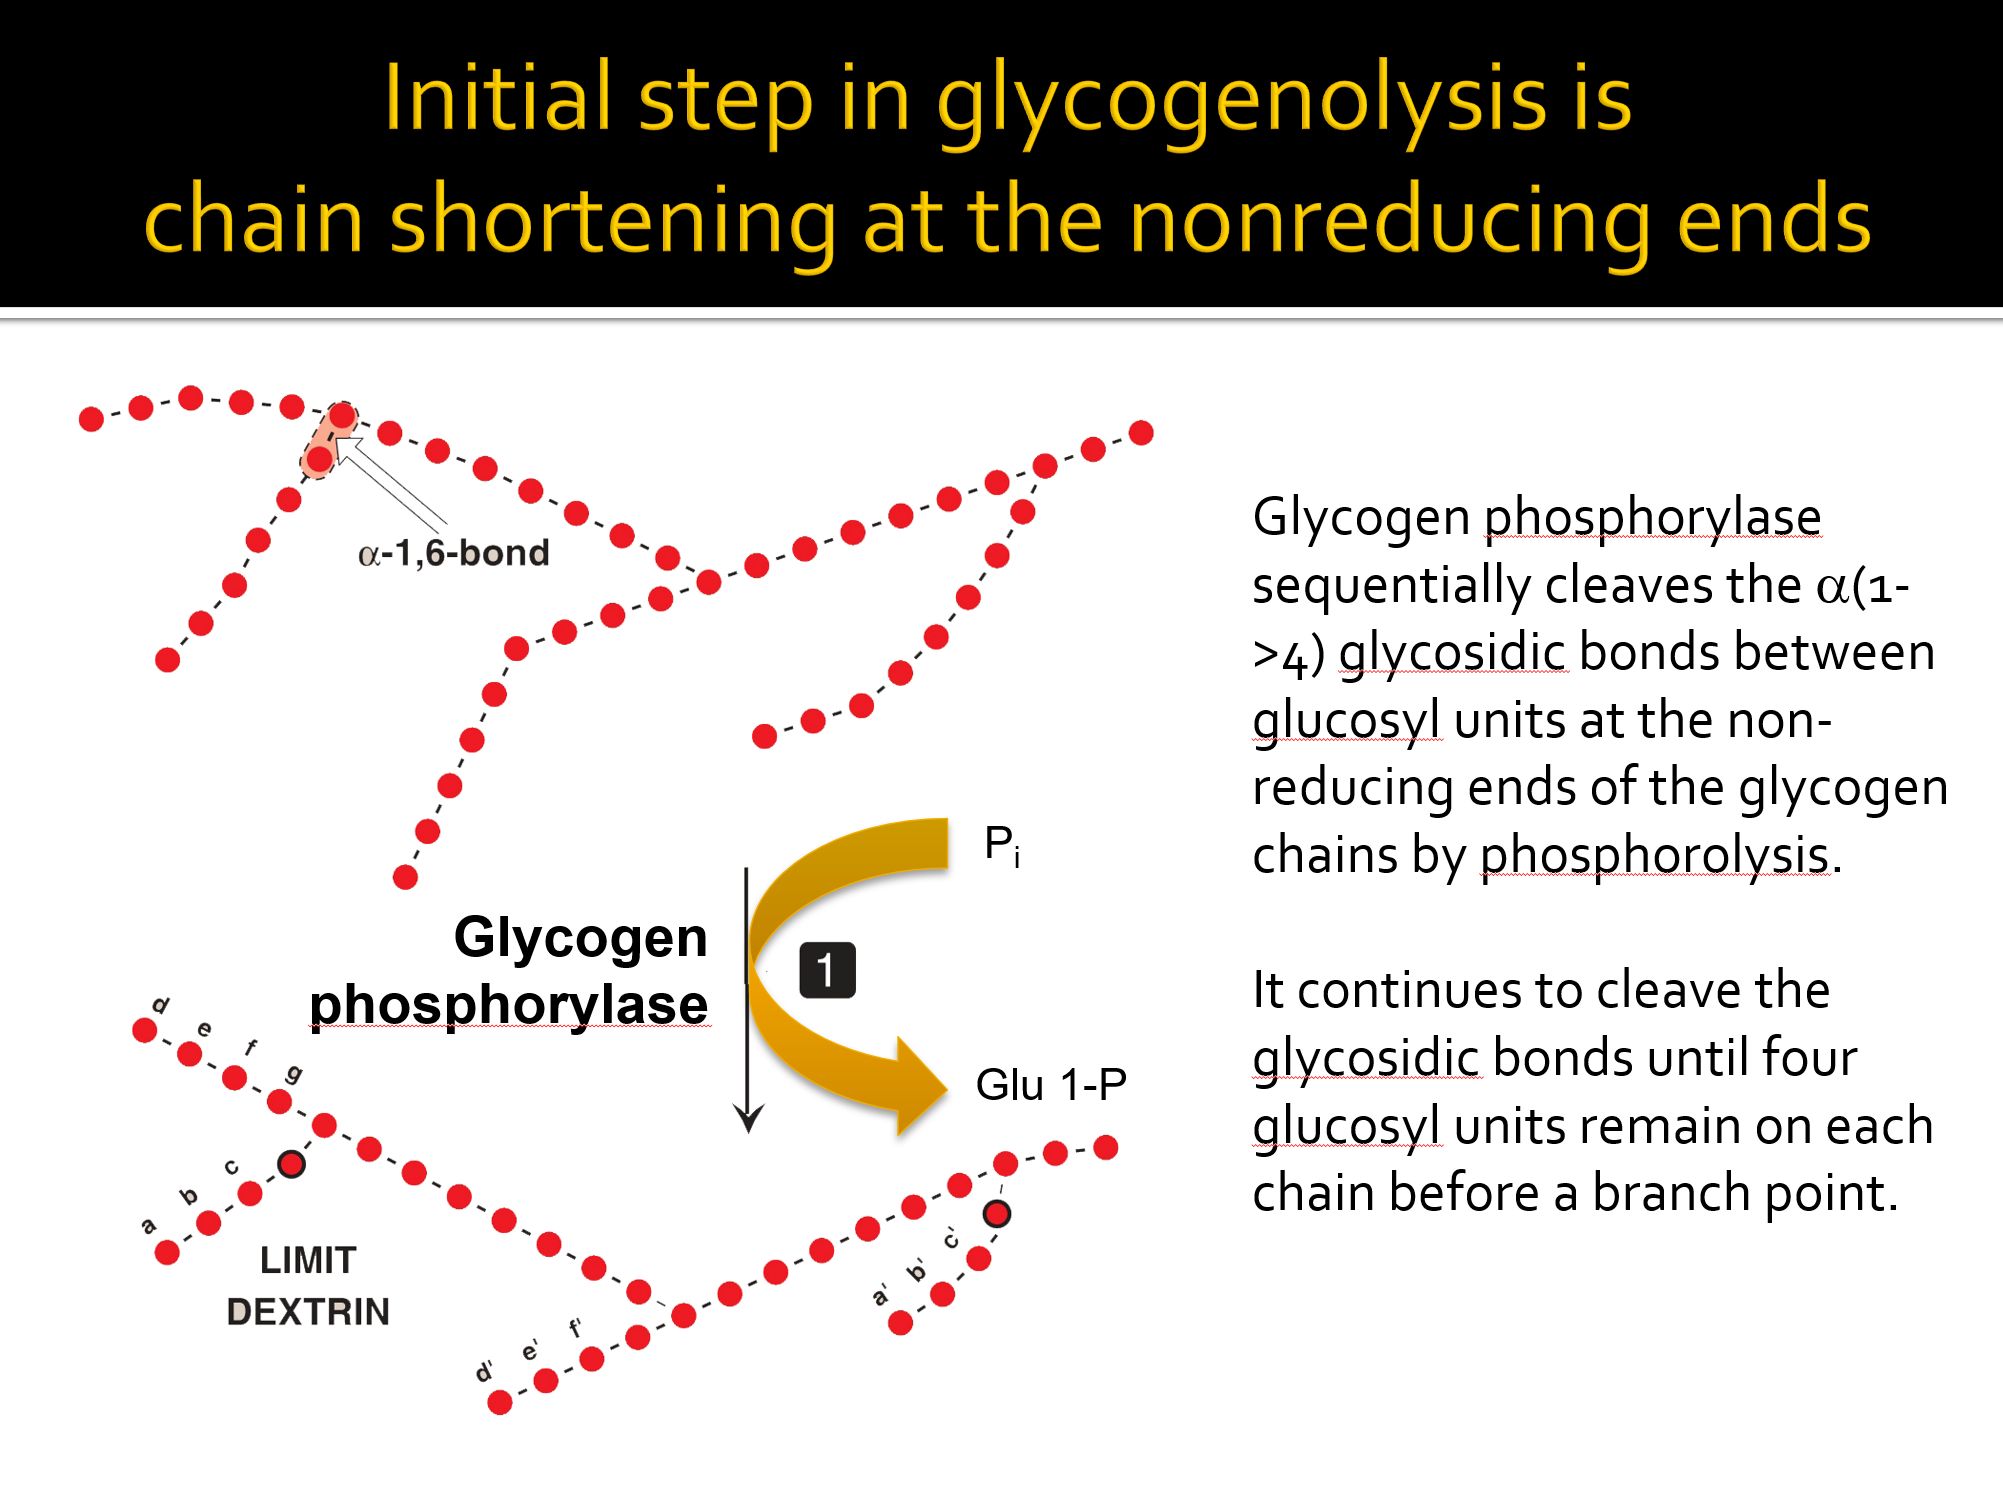 Initial step in glycogenolysis is
chain shortening at the nonreducing ends
α-1,6-bond
Glycogen phosphorylase
sequentially cleaves the α(1-
>4) glycosidic bonds between
glucosyl units at the non-
reducing ends of the glycogen
chains by phosphorolysis.
It continues to cleave the
glycosidic bonds until four
glucosyl units remain on each
chain before a branch point.
Pi
Glycogen
phosphorylase
1
Glu 1-P
d
e
f
g
c
b
a
LIMIT
DEXTRIN
c'
b'
a'
f'
e'
d'